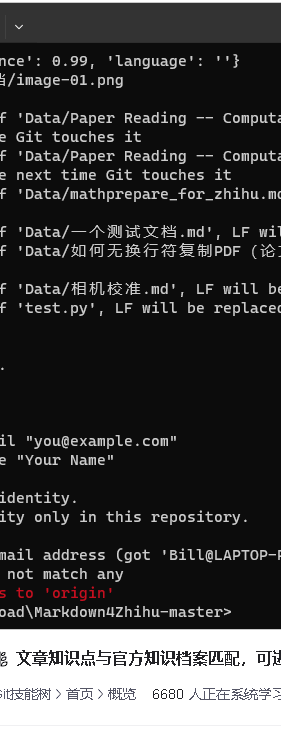 nce': 0.99, 'language': ''}
/image-01.png
f 'Data/Paper Reading -- Computa
e Git touches it
f 'Data/Paper Reading -- Computa
e next time Git touches it
f 'Data/mathprepare_for_zhihu.md
f 'Data/一个测试文档.md', LF will
f 'Data/如何无换行符复制PDF (论文
f 'Data/相机校准.md', LF will be
f 'test.py', LF will be replaced
.
il "you@example.com"
e "Your Name"
identity.
ity only in this repository.
mail address (got 'Bill@LAPTOP-
not match any
s to 'origin'
oad\Markdown4Zhihu-master>
文章知识点与官方知识档案匹配，可进
Git技能树 > 首页 > 概览 6680 人正在系统学习